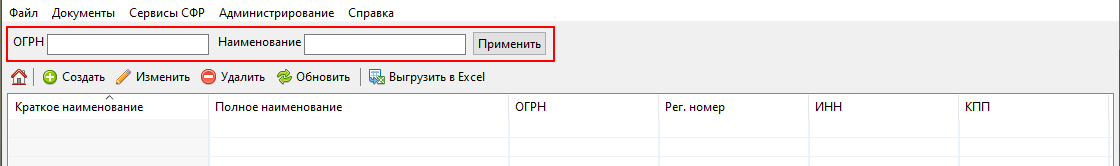 Файл Документы Сервисы СФР Администрирование Справка
ОГРН Наименование Применить
Создать Изменить Удалить Обновить Выгрузить в Excel
Краткое наименование Полное наименование ОГРН Рег. номер ИНН КПП